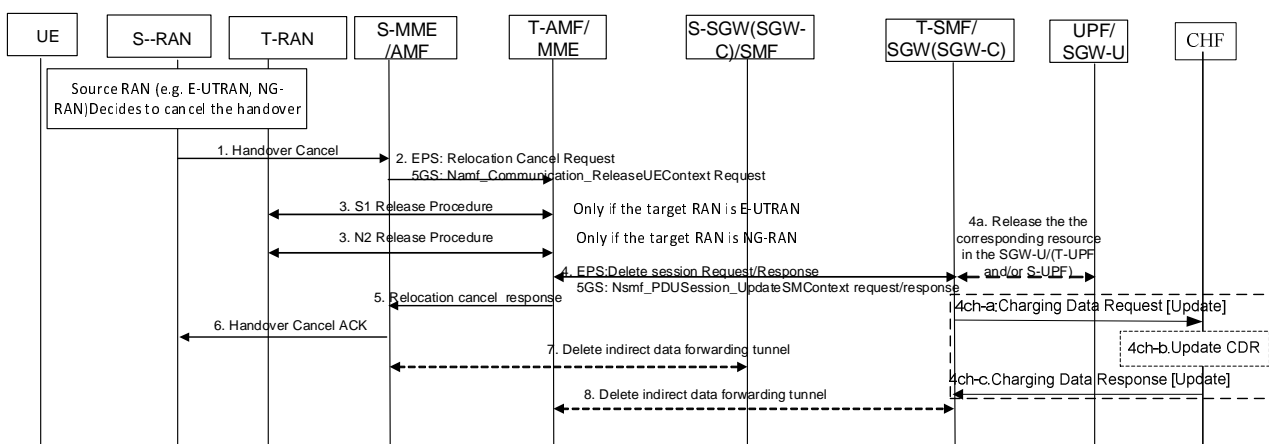 UE
S--RAN
T-RAN
S-MME
/AMF
T-AMF/
MME
S-SGW(SGW-
C)/SMF
T-SMF/
SGW(SGW-C)
UPF/
SGW-U
CHF
Source RAN (e.g. E-UTRAN, NG-
RAN)Decides to cancel the handover
1. Handover Cancel
2. EPS: Relocation Cancel Request
5GS: Namf_Communication_ReleaseUEContext Request
3. S1 Release Procedure
Only if the target RAN is E-UTRAN
3. N2 Release Procedure
Only if the target RAN is NG-RAN
4a. Release the the
corresponding resource
in the SGW-U/(T-UPF
and/or S-UPF)
4. EPS:Delete session Request/Response
5GS: Nsmf_PDUSession_UpdateSMContext request/response
5. Relocation cancel response
4ch-a:Charging Data Request [Update]
6. Handover Cancel ACK
4ch-b.Update CDR
7. Delete indirect data forwarding tunnel
4ch-c.Charging Data Response [Update]
8. Delete indirect data forwarding tunnel